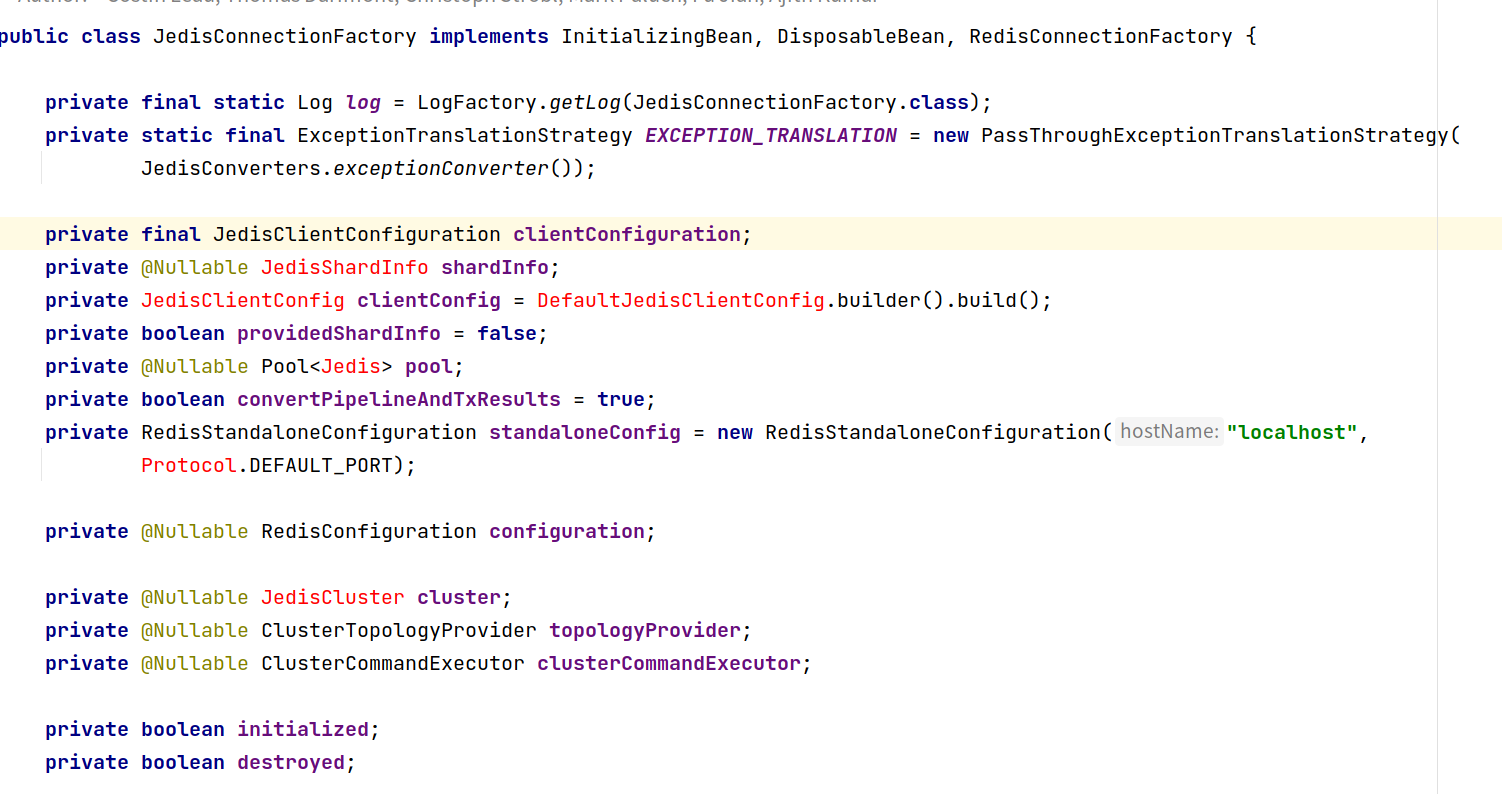 public class JedisConnectionFactory implements InitializingBean, DisposableBean, RedisConnectionFactory {
private final static Log log = LogFactory.getLog(JedisConnectionFactory.class);
private static final ExceptionTranslationStrategy EXCEPTION_TRANSLATION = new PassThroughExceptionTranslationStrategy(
JedisConverters.exceptionConverter());
private final JedisClientConfiguration clientConfiguration;
private @Nullable JedisShardInfo shardInfo;
private JedisClientConfig clientConfig = DefaultJedisClientConfig.builder().build();
private boolean providedShardInfo = false;
private @Nullable Pool<Jedis> pool;
private boolean convertPipelineAndTxResults = true;
private RedisStandaloneConfiguration standaloneConfig = new RedisStandaloneConfiguration( hostName: "localhost",
Protocol.DEFAULT_PORT);
private @Nullable RedisConfiguration configuration;
private @Nullable JedisCluster cluster;
private @Nullable ClusterTopologyProvider topologyProvider;
private @Nullable ClusterCommandExecutor clusterCommandExecutor;
private boolean initialized;
private boolean destroyed;